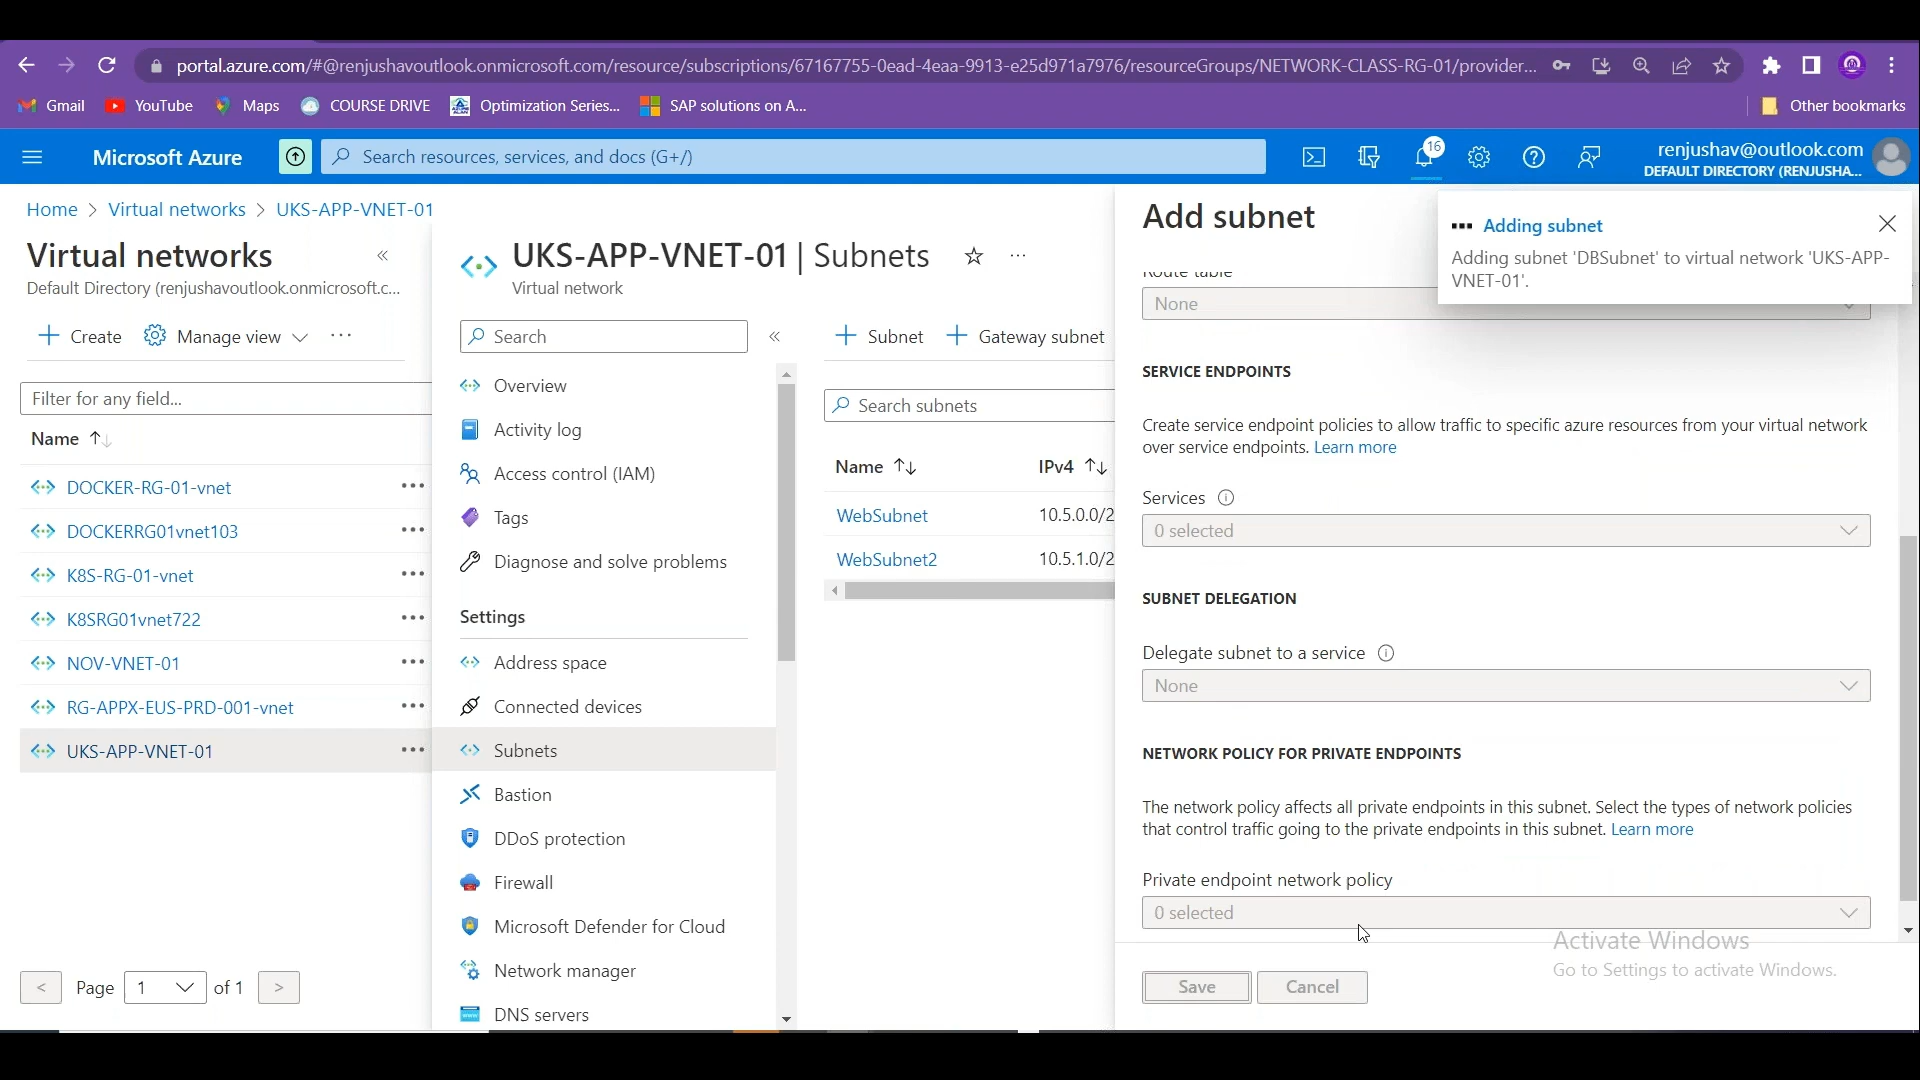 portal.azure.com/#@renjushavoutlook.onmicrosoft.com/resource/subscriptions/67167755-0ead-4eaa-9913-e25d971a7976/resourceGroups/NETWORK-CLASS-RG-01/provider...
Gmail YouTube Maps COURSE DRIVE Optimization Series... SAP solutions on A... Other bookmarks
Microsoft Azure Search resources, services, and docs (G+/) 16 renjushav@outlook.com
DEFAULT DIRECTORY (RENJUSHA...
Home > Virtual networks > UKS-APP-VNET-01
Virtual networks «
Default Directory (renjushavoutlook.onmicrosoft.c...
+ Create Manage view ...
Filter for any field...
Name ↑↓
DOCKER-RG-01-vnet ...
DOCKERRG01vnet103 ...
K8S-RG-01-vnet ...
K8SRG01vnet722 ...
NOV-VNET-01 ...
RG-APPX-EUS-PRD-001-vnet ...
UKS-APP-VNET-01 ...
< Page 1 of 1 >
UKS-APP-VNET-01 | Subnets ...
Virtual network
Search «
Overview
Activity log
Access control (IAM)
Tags
Diagnose and solve problems
Settings
Address space
Connected devices
Subnets
Bastion
DDoS protection
Firewall
Microsoft Defender for Cloud
Network manager
DNS servers
+ Subnet + Gateway subnet
Search subnets
Name ↑↓ IPv4 ↑↓
WebSubnet 10.5.0.0/2
WebSubnet2 10.5.1.0/2
Add subnet
Adding subnet
Adding subnet 'DBSubnet' to virtual network 'UKS-APP-
VNET-01'.
Route table
None
SERVICE ENDPOINTS
Create service endpoint policies to allow traffic to specific azure resources from your virtual network
over service endpoints. Learn more
Services
0 selected
SUBNET DELEGATION
Delegate subnet to a service
None
NETWORK POLICY FOR PRIVATE ENDPOINTS
The network policy affects all private endpoints in this subnet. Select the types of network policies
that control traffic going to the private endpoints in this subnet. Learn more
Private endpoint network policy
0 selected
Activate Windows
Go to Settings to activate Windows.
Save Cancel